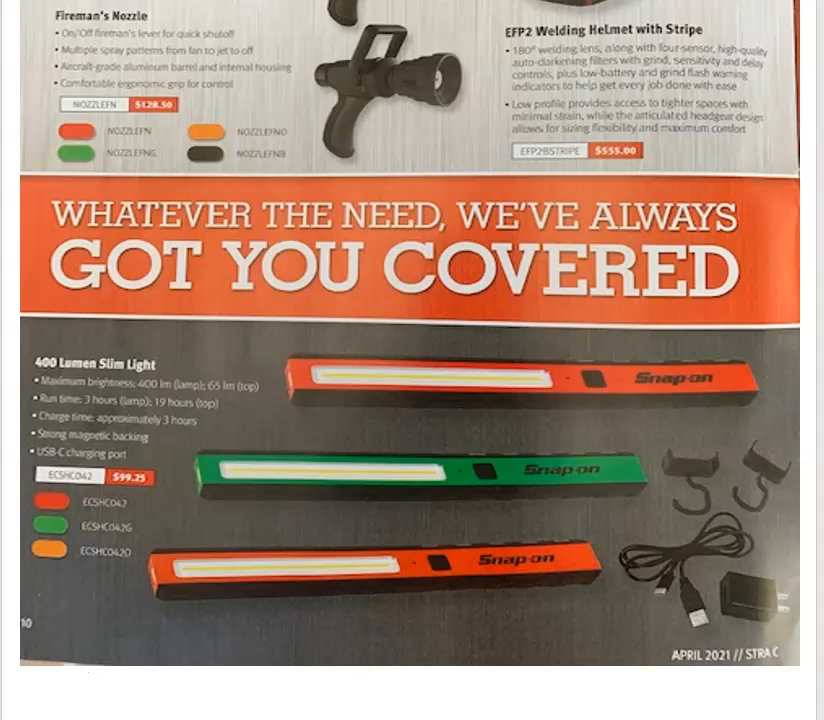 Fireman's Nozzle
• On/Off fireman's lever for quick shutoff
• Multiple spray patterns from fan to jet to off
• Aircraft-grade aluminum barrel and internal housing
• Comfortable ergonomic grip for control
NOZZLEFN $128.50
NOZZLEFN NOZZLEFNO
NOZZLEFNG NOZZLEFNB
EFP2 Welding Helmet with Stripe
• 180° welding lens, along with four-sensor, high-quality
auto-darkening filters with grind, sensitivity and delay
controls, plus low-battery and grind flash warning
indicators to help get every job done with ease
• Low profile provides access to tighter spaces with
minimal strain, while the articulated headgear design
allows for sizing flexibility and maximum comfort
EFP2BSTRIPE $555.00
WHATEVER THE NEED, WE'VE ALWAYS
GOT YOU COVERED
400 Lumen Slim Light
• Maximum brightness: 400 lm (lamp); 65 lm (top)
• Run time: 3 hours (lamp); 19 hours (top)
• Charge time: approximately 3 hours
• Strong magnetic backing
• USB-C charging port
ECSHC042 $99.25
ECSHC042
ECSHC042G
ECSHC042O
Snap-on
Snap-on
Snap-on
10
APRIL 2021 // STRA C